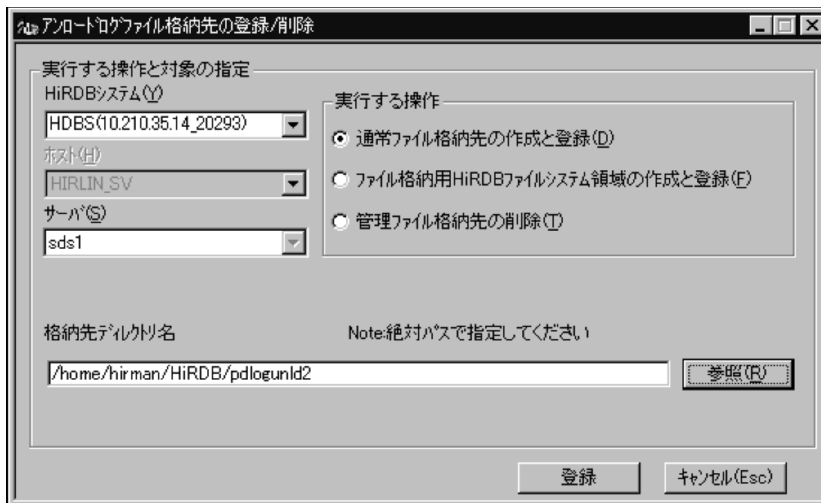 アンロードログファイル格納先の登録/削除
実行する操作と対象の指定
HiRDBシステム(Y)
HDBS(10.210.35.14_20293)
ホスト(H)
HIRLIN_SV
サーバ(S)
sds1
実行する操作
通常ファイル格納先の作成と登録(D)
ファイル格納用HiRDBファイルシステム領域の作成と登録(F)
管理ファイル格納先の削除(T)
格納先ディレクトリ名
Note:絶対パスで指定してください
/home/hirman/HiRDB/pdlogunld2
参照(R)
登録
キャンセル(Esc)